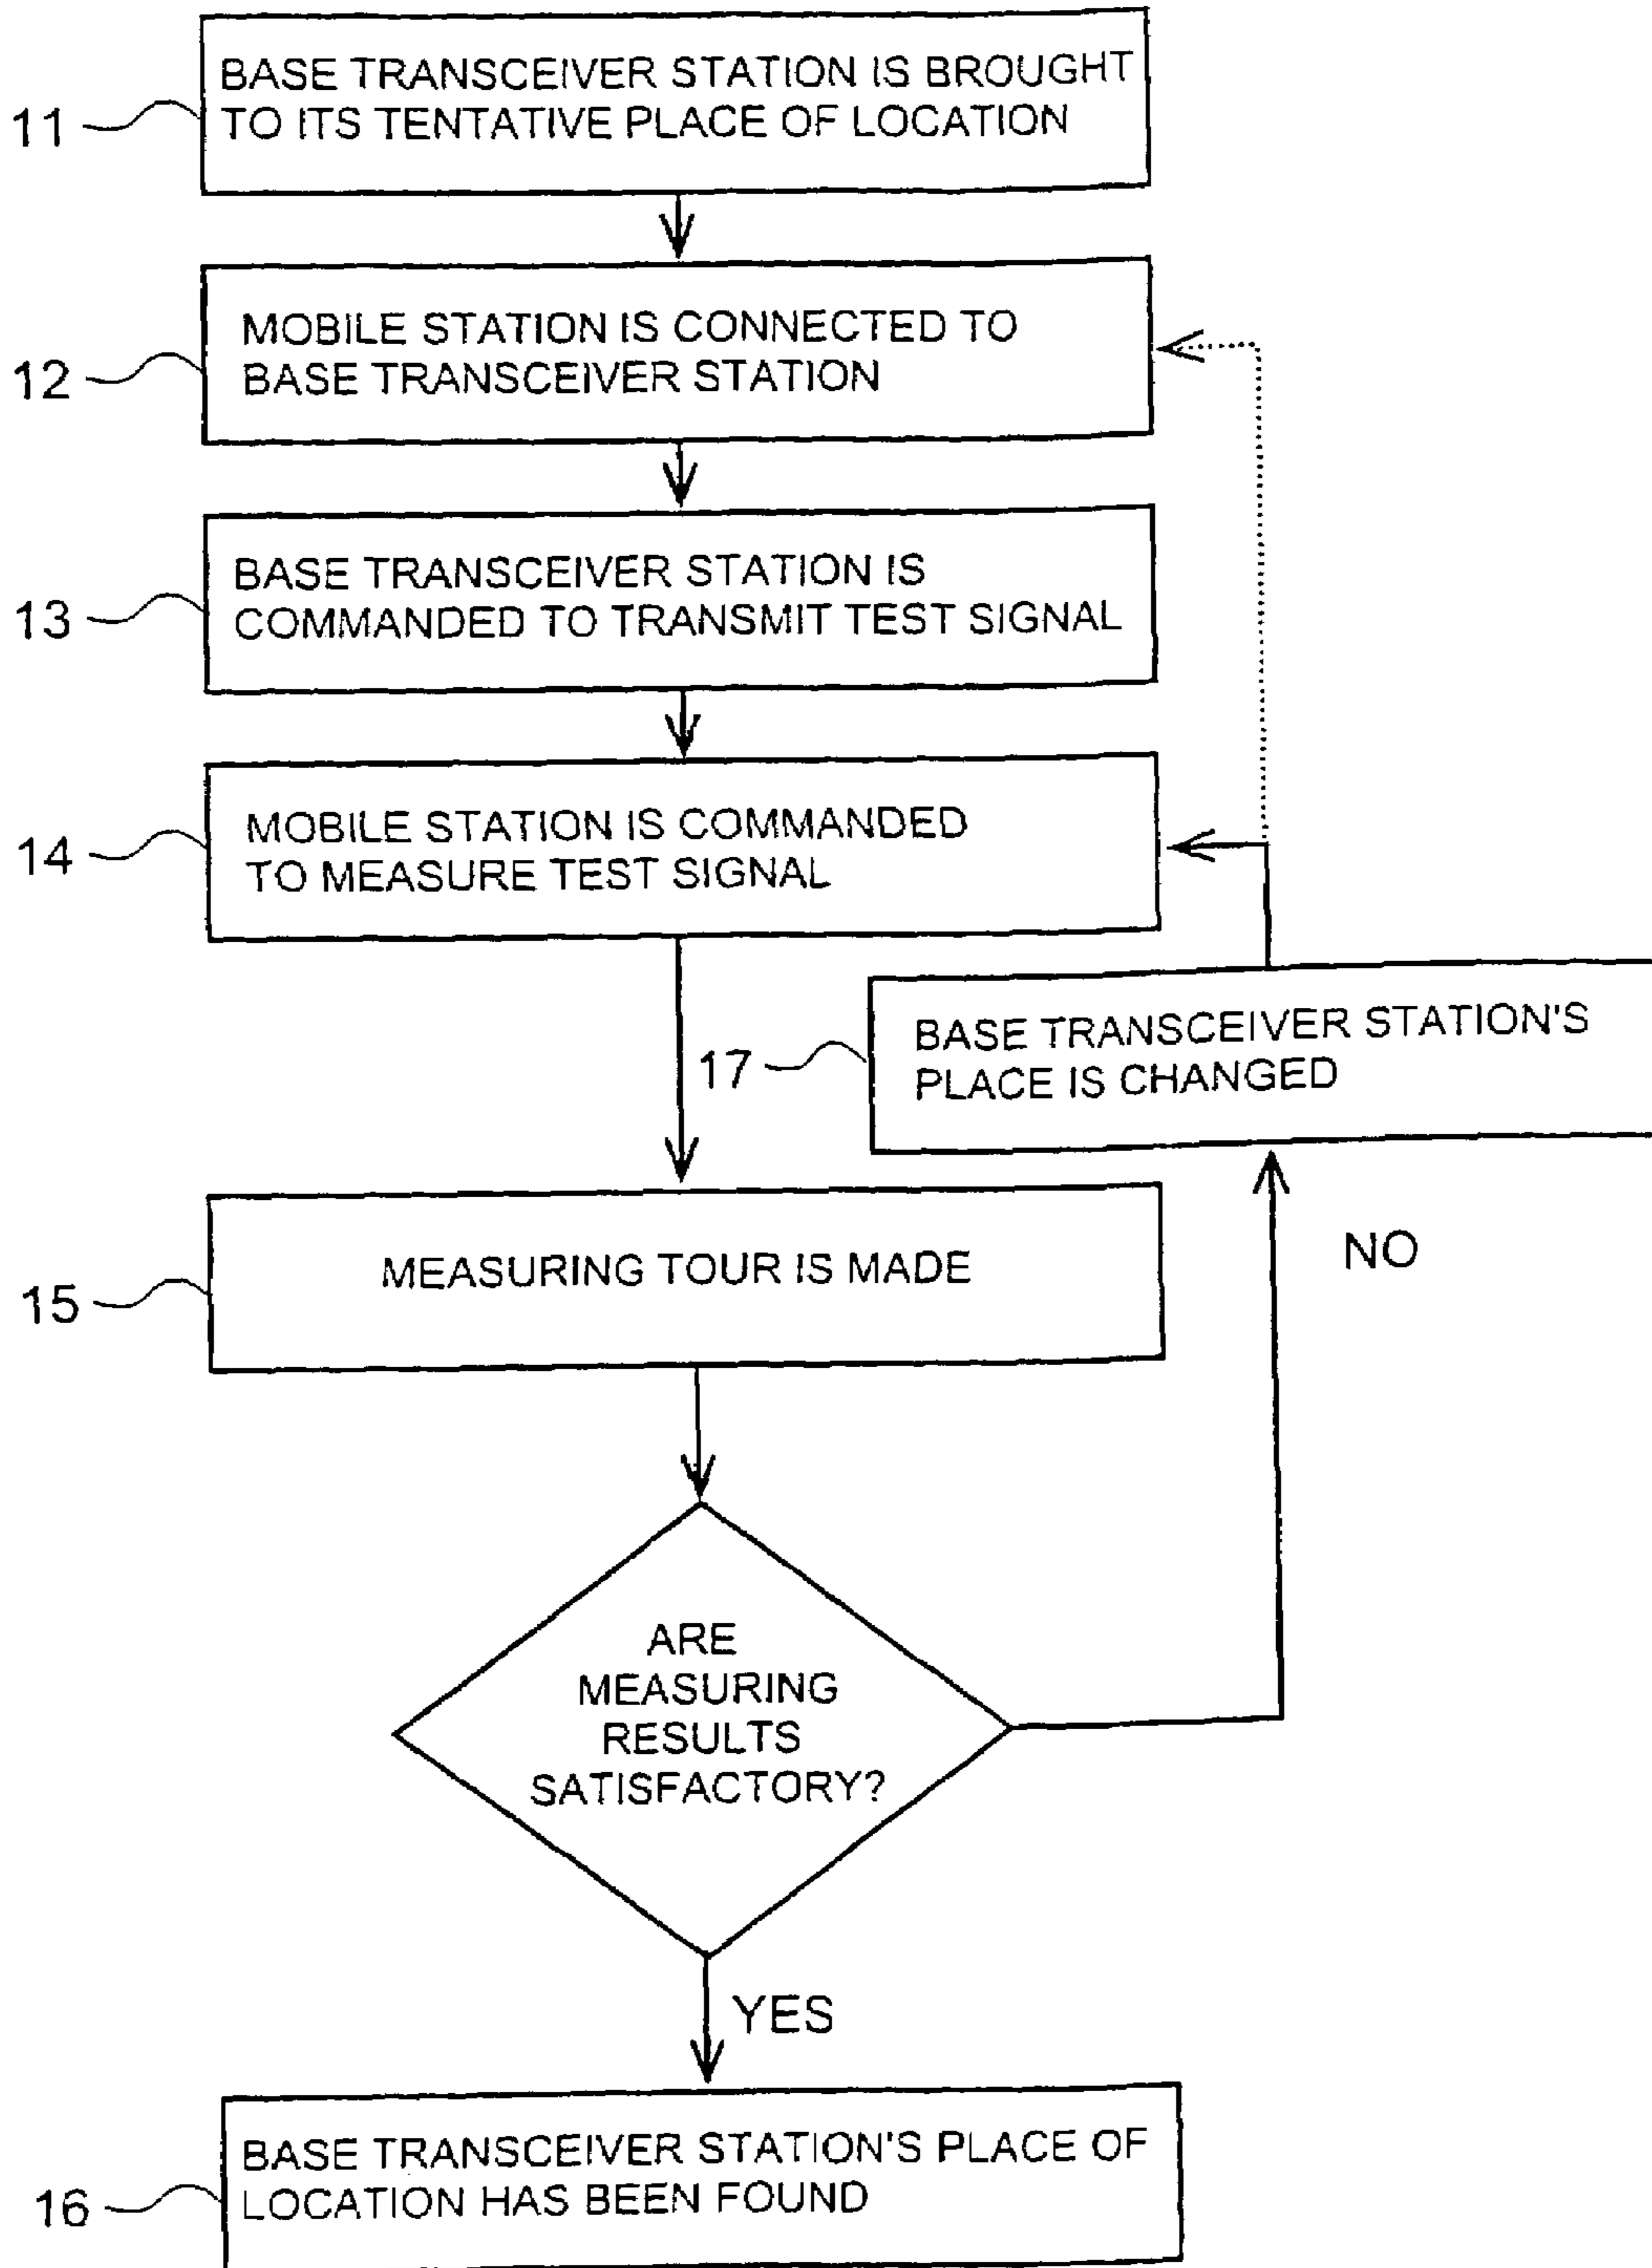 11
BASE TRANSCEIVER STATION IS BROUGHT
TO ITS TENTATIVE PLACE OF LOCATION
12
MOBILE STATION IS CONNECTED TO
BASE TRANSCEIVER STATION
13
BASE TRANSCEIVER STATION IS
COMMANDED TO TRANSMIT TEST SIGNAL
14
MOBILE STATION IS COMMANDED
TO MEASURE TEST SIGNAL
17
BASE TRANSCEIVER STATION'S
PLACE IS CHANGED
15
MEASURING TOUR IS MADE
NO
ARE
MEASURING
RESULTS
SATISFACTORY?
YES
16
BASE TRANSCEIVER STATION'S PLACE OF
LOCATION HAS BEEN FOUND